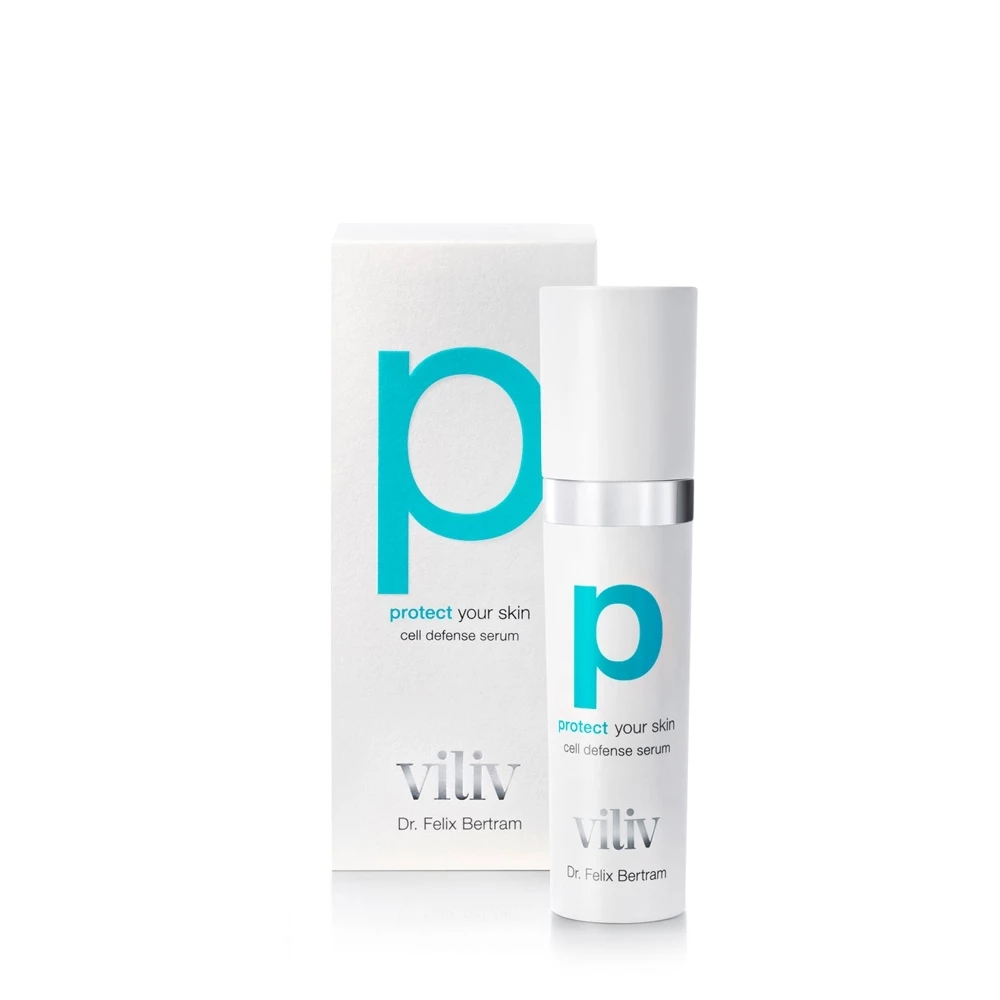 p
protect your skin
cell defense serum
viliv
Dr. Felix Bertram
p
protect your skin
cell defense serum
viliv
Dr. Felix Bertram